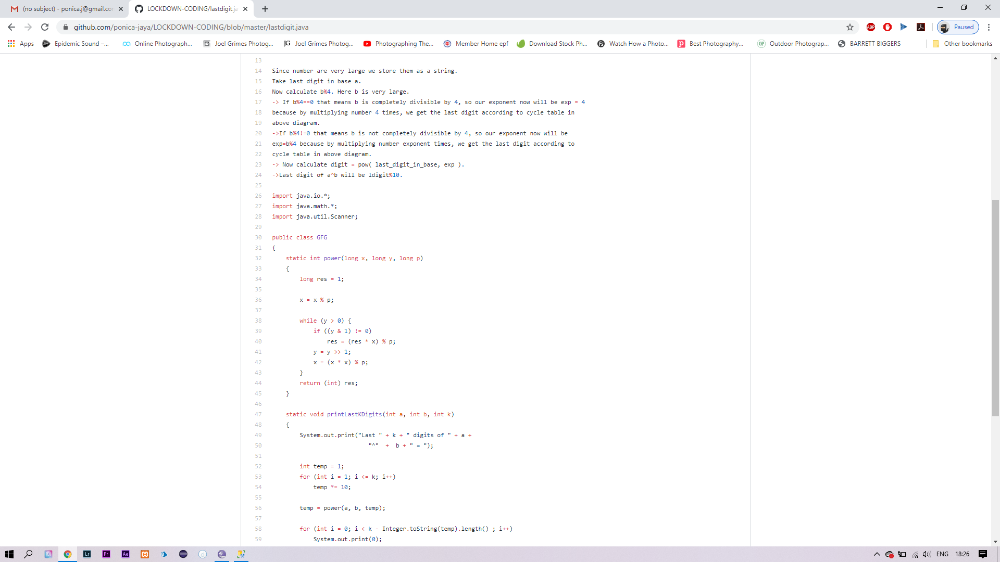 (no subject) - ponica.j@gmail.co
LOCKDOWN-CODING/lastdigit.ja
github.com/ponica-jaya/LOCKDOWN-CODING/blob/master/lastdigit.java
ABP
Paused
Apps
Epidemic Sound –...
Online Photograph...
Joel Grimes Photog...
JG Joel Grimes Photog...
Photographing The...
Member Home epf
Download Stock Ph...
Fs Watch How a Photo...
Best Photography...
OP Outdoor Photograp...
BARRETT BIGGERS
Other bookmarks
13
14 Since number are very large we store them as a string.
15 Take last digit in base a.
16 Now calculate b%4. Here b is very large.
17 -> If b%4==0 that means b is completely divisible by 4, so our exponent now will be exp = 4
18 because by multiplying number 4 times, we get the last digit according to cycle table in
19 above diagram.
20 ->If b%4!=0 that means b is not completely divisible by 4, so our exponent now will be
21 exp=b%4 because by multiplying number exponent times, we get the last digit according to
22 cycle table in above diagram.
23 -> Now calculate digit = pow( last_digit_in_base, exp ).
24 ->Last digit of a^b will be ldigit%10.
25
26 import java.io.*;
27 import java.math.*;
28 import java.util.Scanner;
29
30 public class GFG
31 {
32     static int power(long x, long y, long p)
33     {
34         long res = 1;
35
36         x = x % p;
37
38         while (y > 0) {
39             if ((y & 1) != 0)
40                 res = (res * x) % p;
41             y = y >> 1;
42             x = (x * x) % p;
43         }
44         return (int) res;
45     }
46
47     static void printLastKDigits(int a, int b, int k)
48     {
49         System.out.print("Last " + k + " digits of " + a +
50                             "^"  +  b + " = ");
51
52         int temp = 1;
53         for (int i = 1; i <= k; i++)
54             temp *= 10;
55
56         temp = power(a, b, temp);
57
58         for (int i = 0; i < k - Integer.toString(temp).length() ; i++)
59             System.out.print(0);
Lr
Pr
Ae
d
ENG
18:26